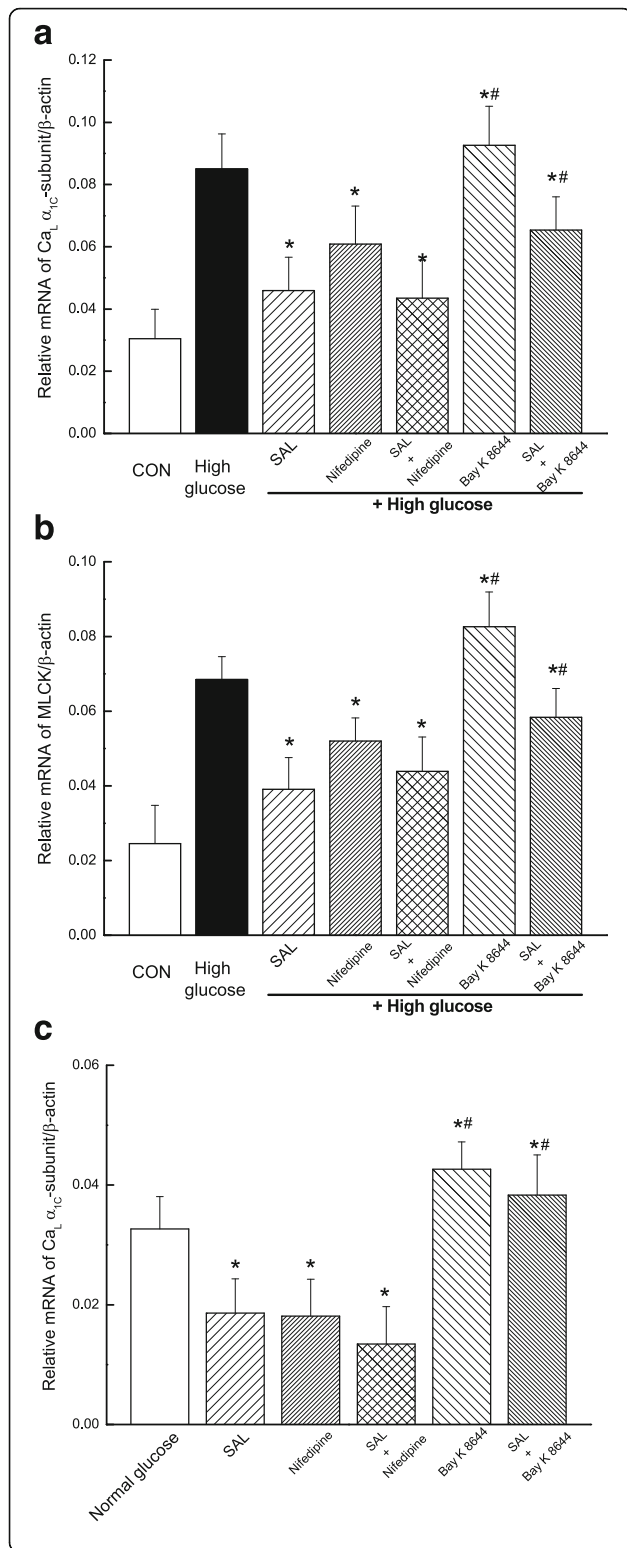 a
Relative mRNA of Ca_L α_1C-subunit/β-actin
0.12
0.10
0.08
0.06
0.04
0.02
0.00
*
*
*
*#
*#
CON
High
glucose
SAL
Nifedipine
SAL
+
Nifedipine
Bay K 8644
SAL
+
Bay K 8644
+ High glucose
b
Relative mRNA of MLCK/β-actin
0.10
0.08
0.06
0.04
0.02
0.00
*
*
*
*#
*#
CON
High
glucose
SAL
Nifedipine
SAL
+
Nifedipine
Bay K 8644
SAL
+
Bay K 8644
+ High glucose
c
Relative mRNA of Ca_L α_1C-subunit/β-actin
0.06
0.04
0.02
0.00
*
*
*
*#
*#
Normal glucose
SAL
Nifedipine
SAL
+
Nifedipine
Bay K 8644
SAL
+
Bay K 8644